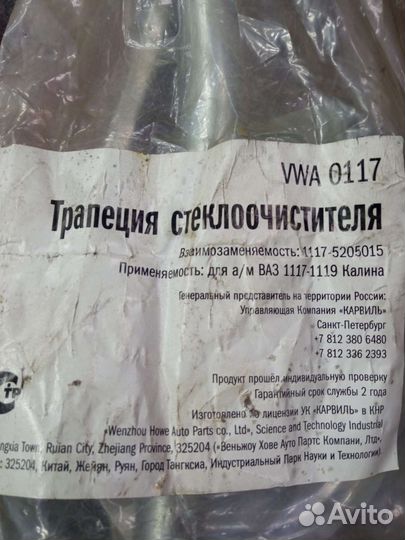 VWA 0117
Трапеция стеклоочистителя
Взаимозаменяемость: 1117-5205015
Применяемость: для а/м ВАЗ 1117-1119 Калина
Генеральный представитель на территории России:
Управляющая Компания «КАРВИЛЬ»
Санкт-Петербург
+7 812 380 6480
+7 812 336 2393
Продукт прошёл индивидуальную проверку
Гарантийный срок службы 2 года
Изготовлено по лицензии УК «КАРВИЛЬ» в КНР
«Wenzhou Howe Auto Parts co., Ltd», Science and Technology Industrial
Town, Ruian City, Zhejiang Province, 325204 («Веньжоу Хове Аутo Партс Компани, Лтд»,
: 325204, Китай, Жейян, Руян, Город Тангксиа, Индустриальный Парк Науки и Технологии).
Avito